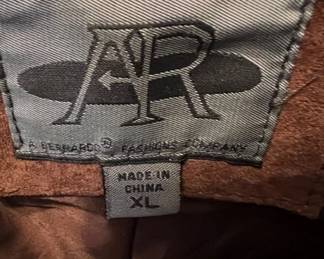 AR
A BERNARDO® FASHIONS COMPANY
MADE IN
CHINA
XL